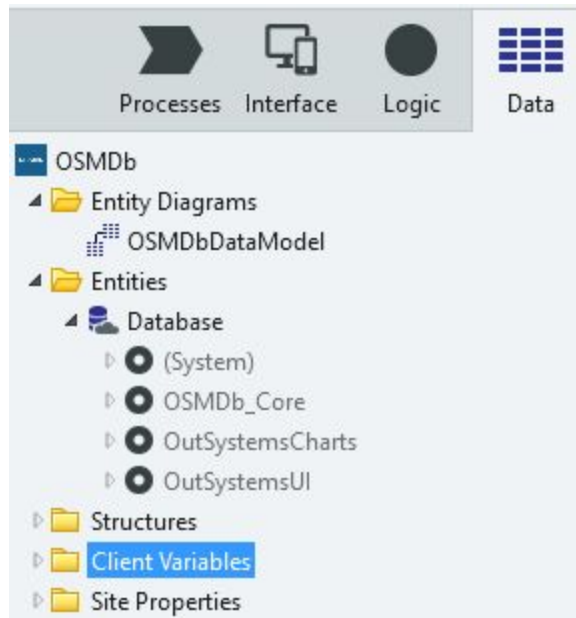 Processes Interface Logic Data
OSMDb
Entity Diagrams
OSMDbDataModel
Entities
Database
(System)
OSMDb_Core
OutSystemsCharts
OutSystemsUI
Structures
Client Variables
Site Properties